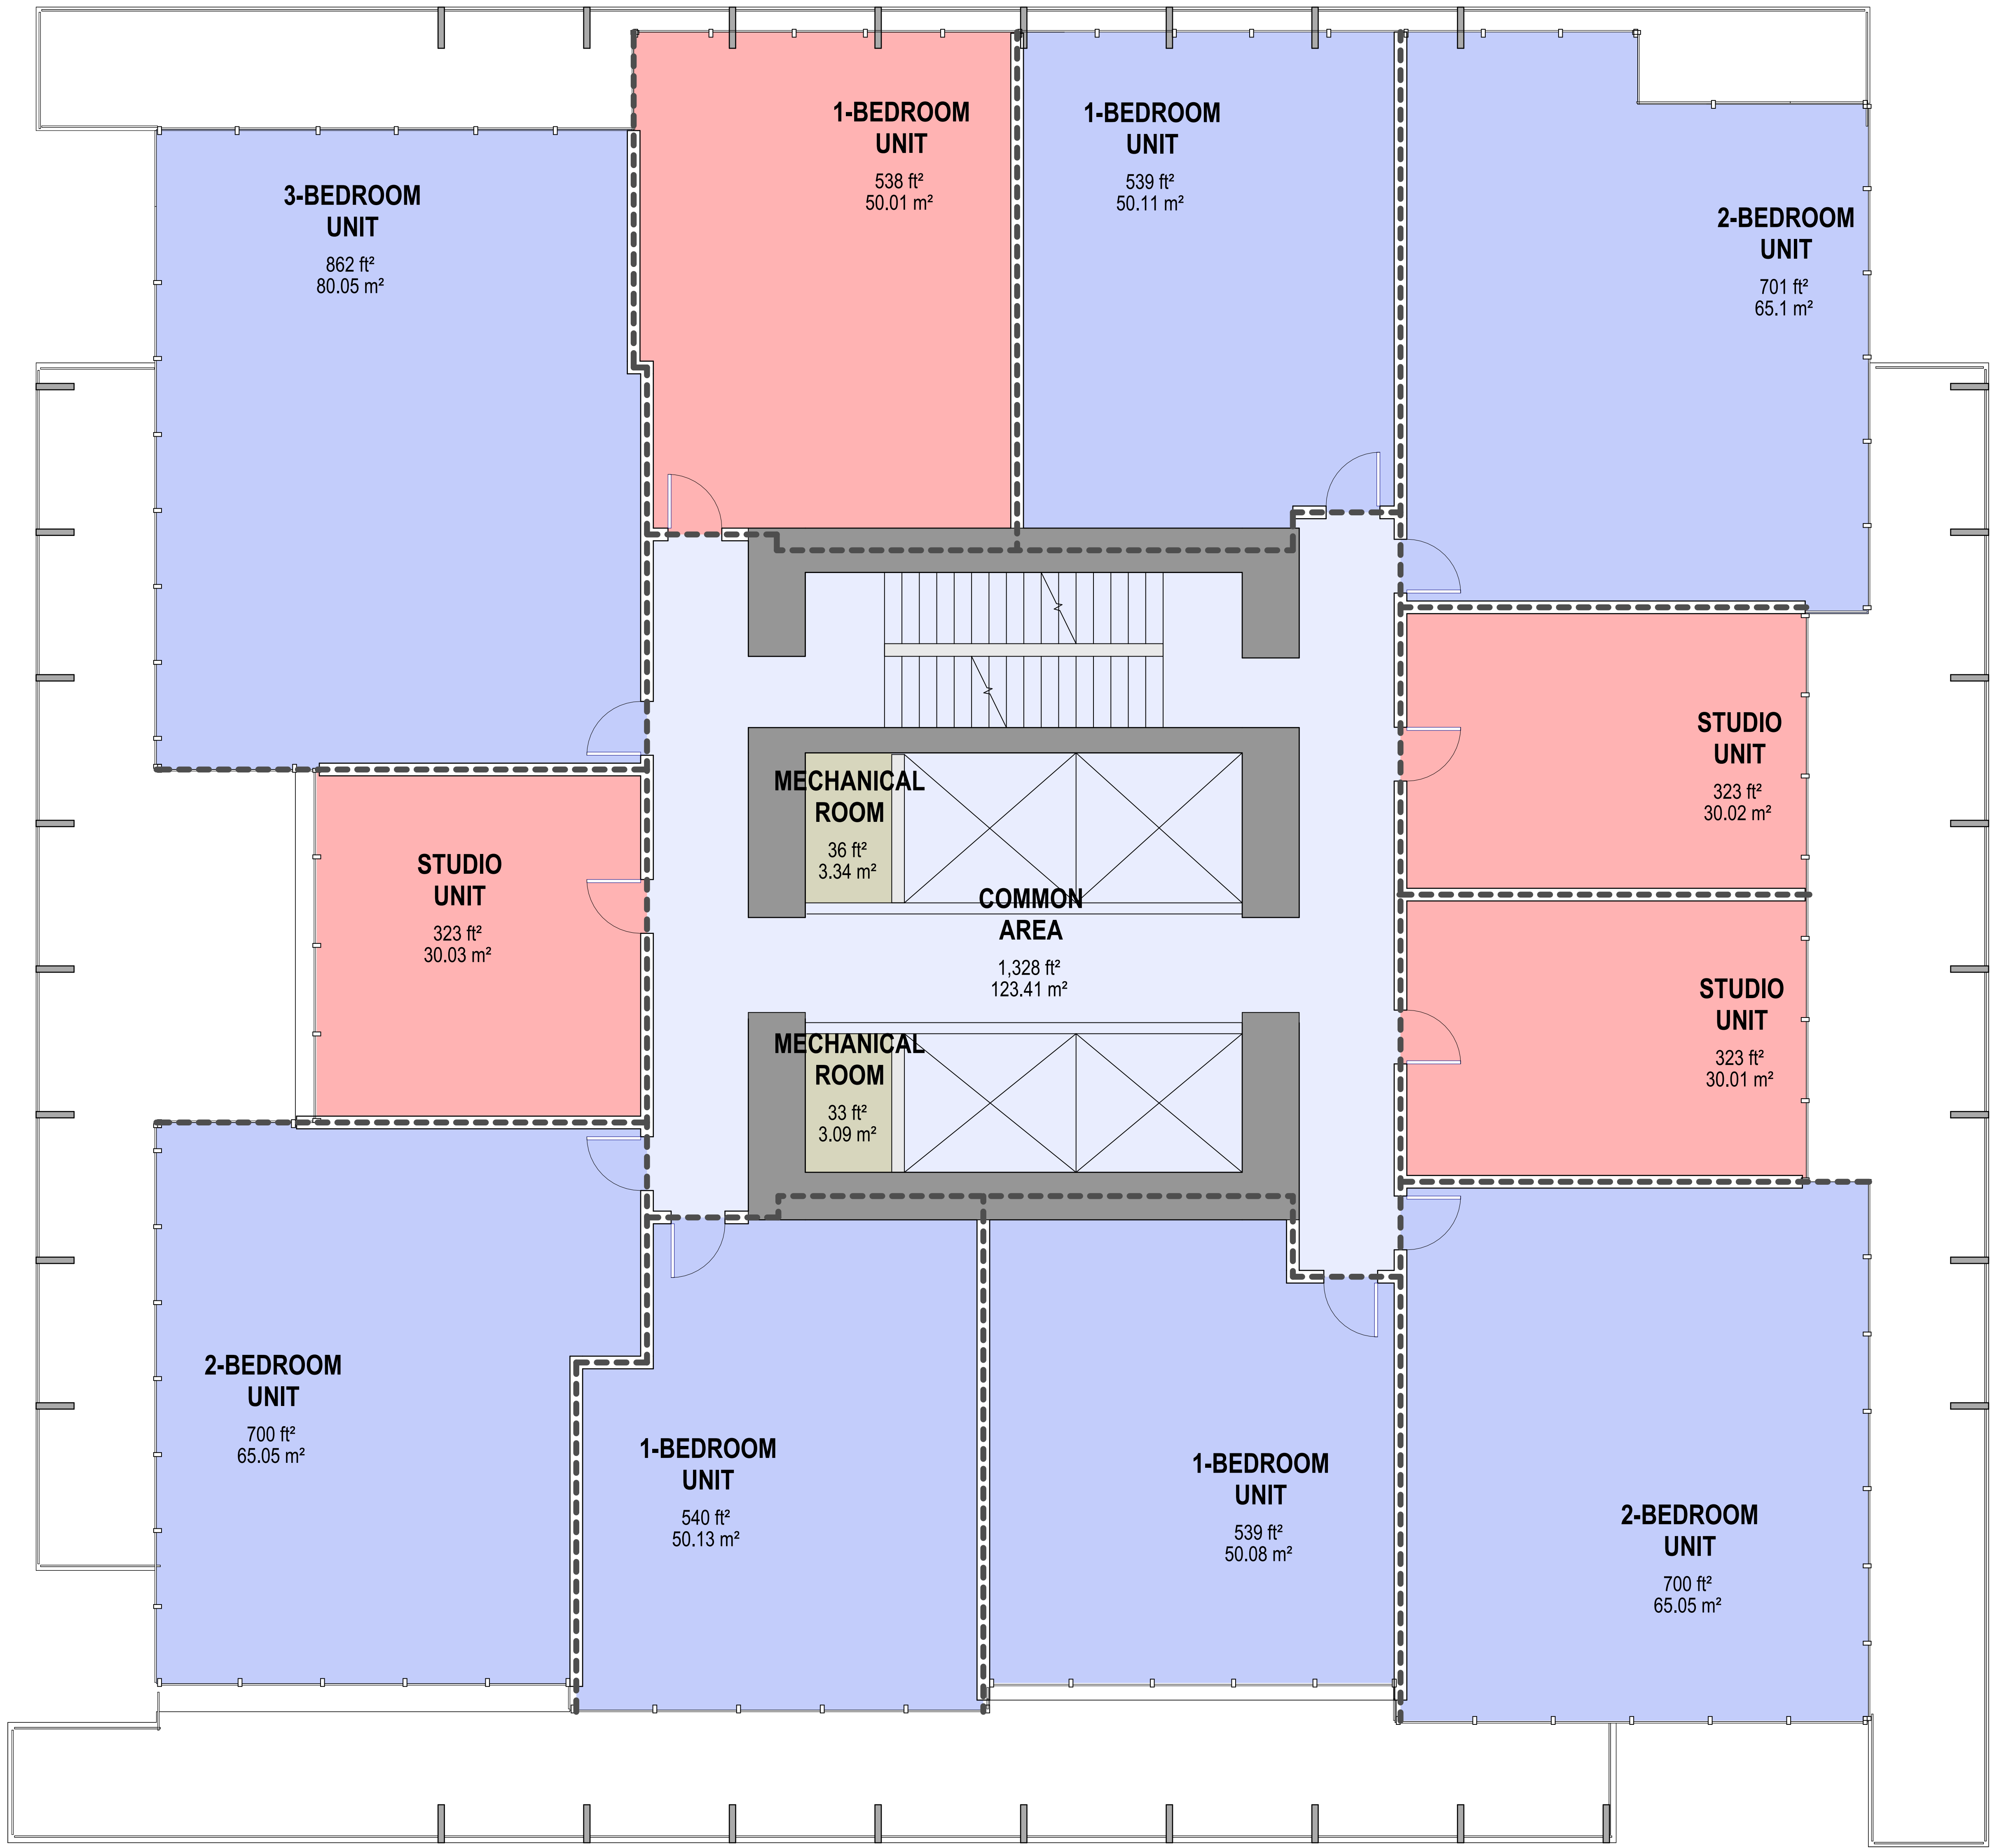 1-BEDROOM
UNIT
538 ft²
50.01 m²
1-BEDROOM
UNIT
539 ft²
50.11 m²
3-BEDROOM
UNIT
862 ft²
80.05 m²
2-BEDROOM
UNIT
701 ft²
65.1 m²
STUDIO
UNIT
323 ft²
30.02 m²
MECHANICAL
ROOM
36 ft²
3.34 m²
STUDIO
UNIT
323 ft²
30.03 m²
COMMON
AREA
1,328 ft²
123.41 m²
STUDIO
UNIT
323 ft²
30.01 m²
MECHANICAL
ROOM
33 ft²
3.09 m²
2-BEDROOM
UNIT
700 ft²
65.05 m²
1-BEDROOM
UNIT
540 ft²
50.13 m²
1-BEDROOM
UNIT
539 ft²
50.08 m²
2-BEDROOM
UNIT
700 ft²
65.05 m²